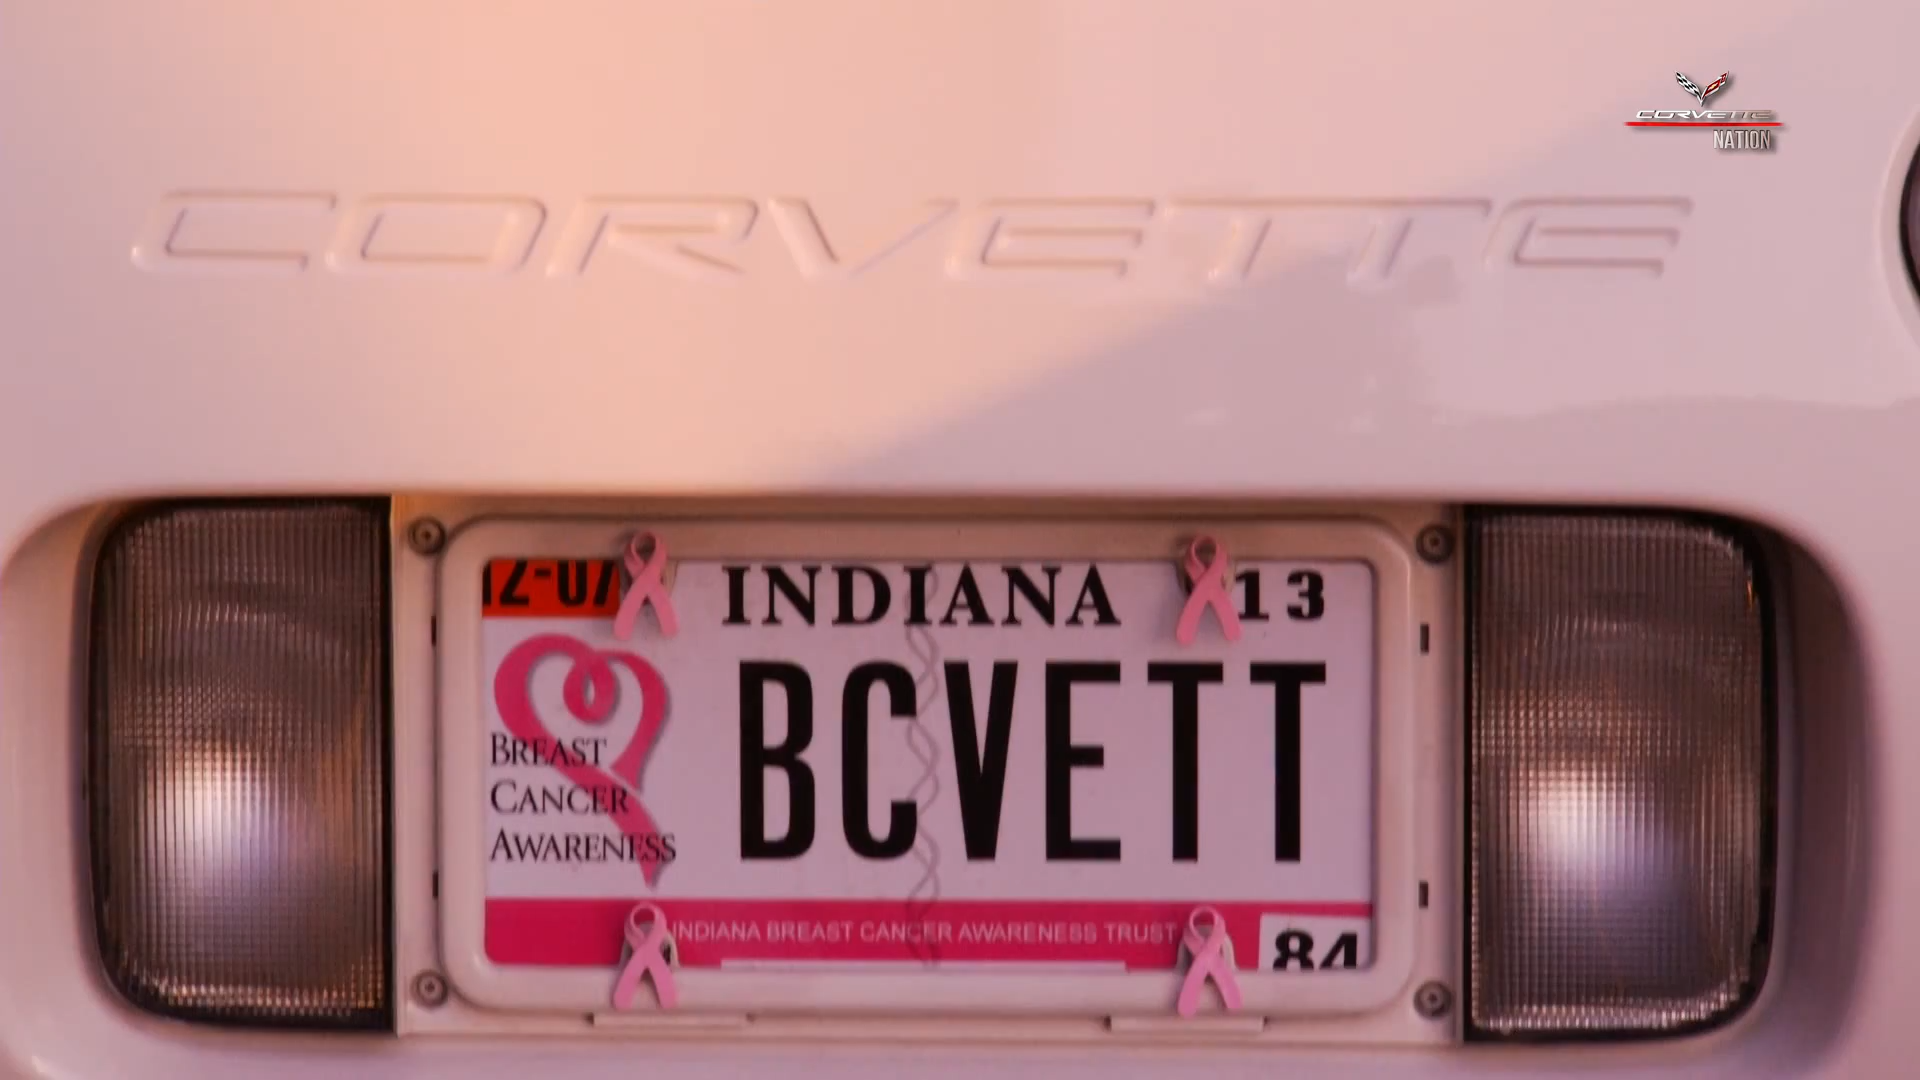 CORVETTE
NATION
CORVETTE
12-07
INDIANA
13
BCVETT
BREAST
CANCER
AWARENESS
INDIANA BREAST CANCER AWARENESS TRUST
84